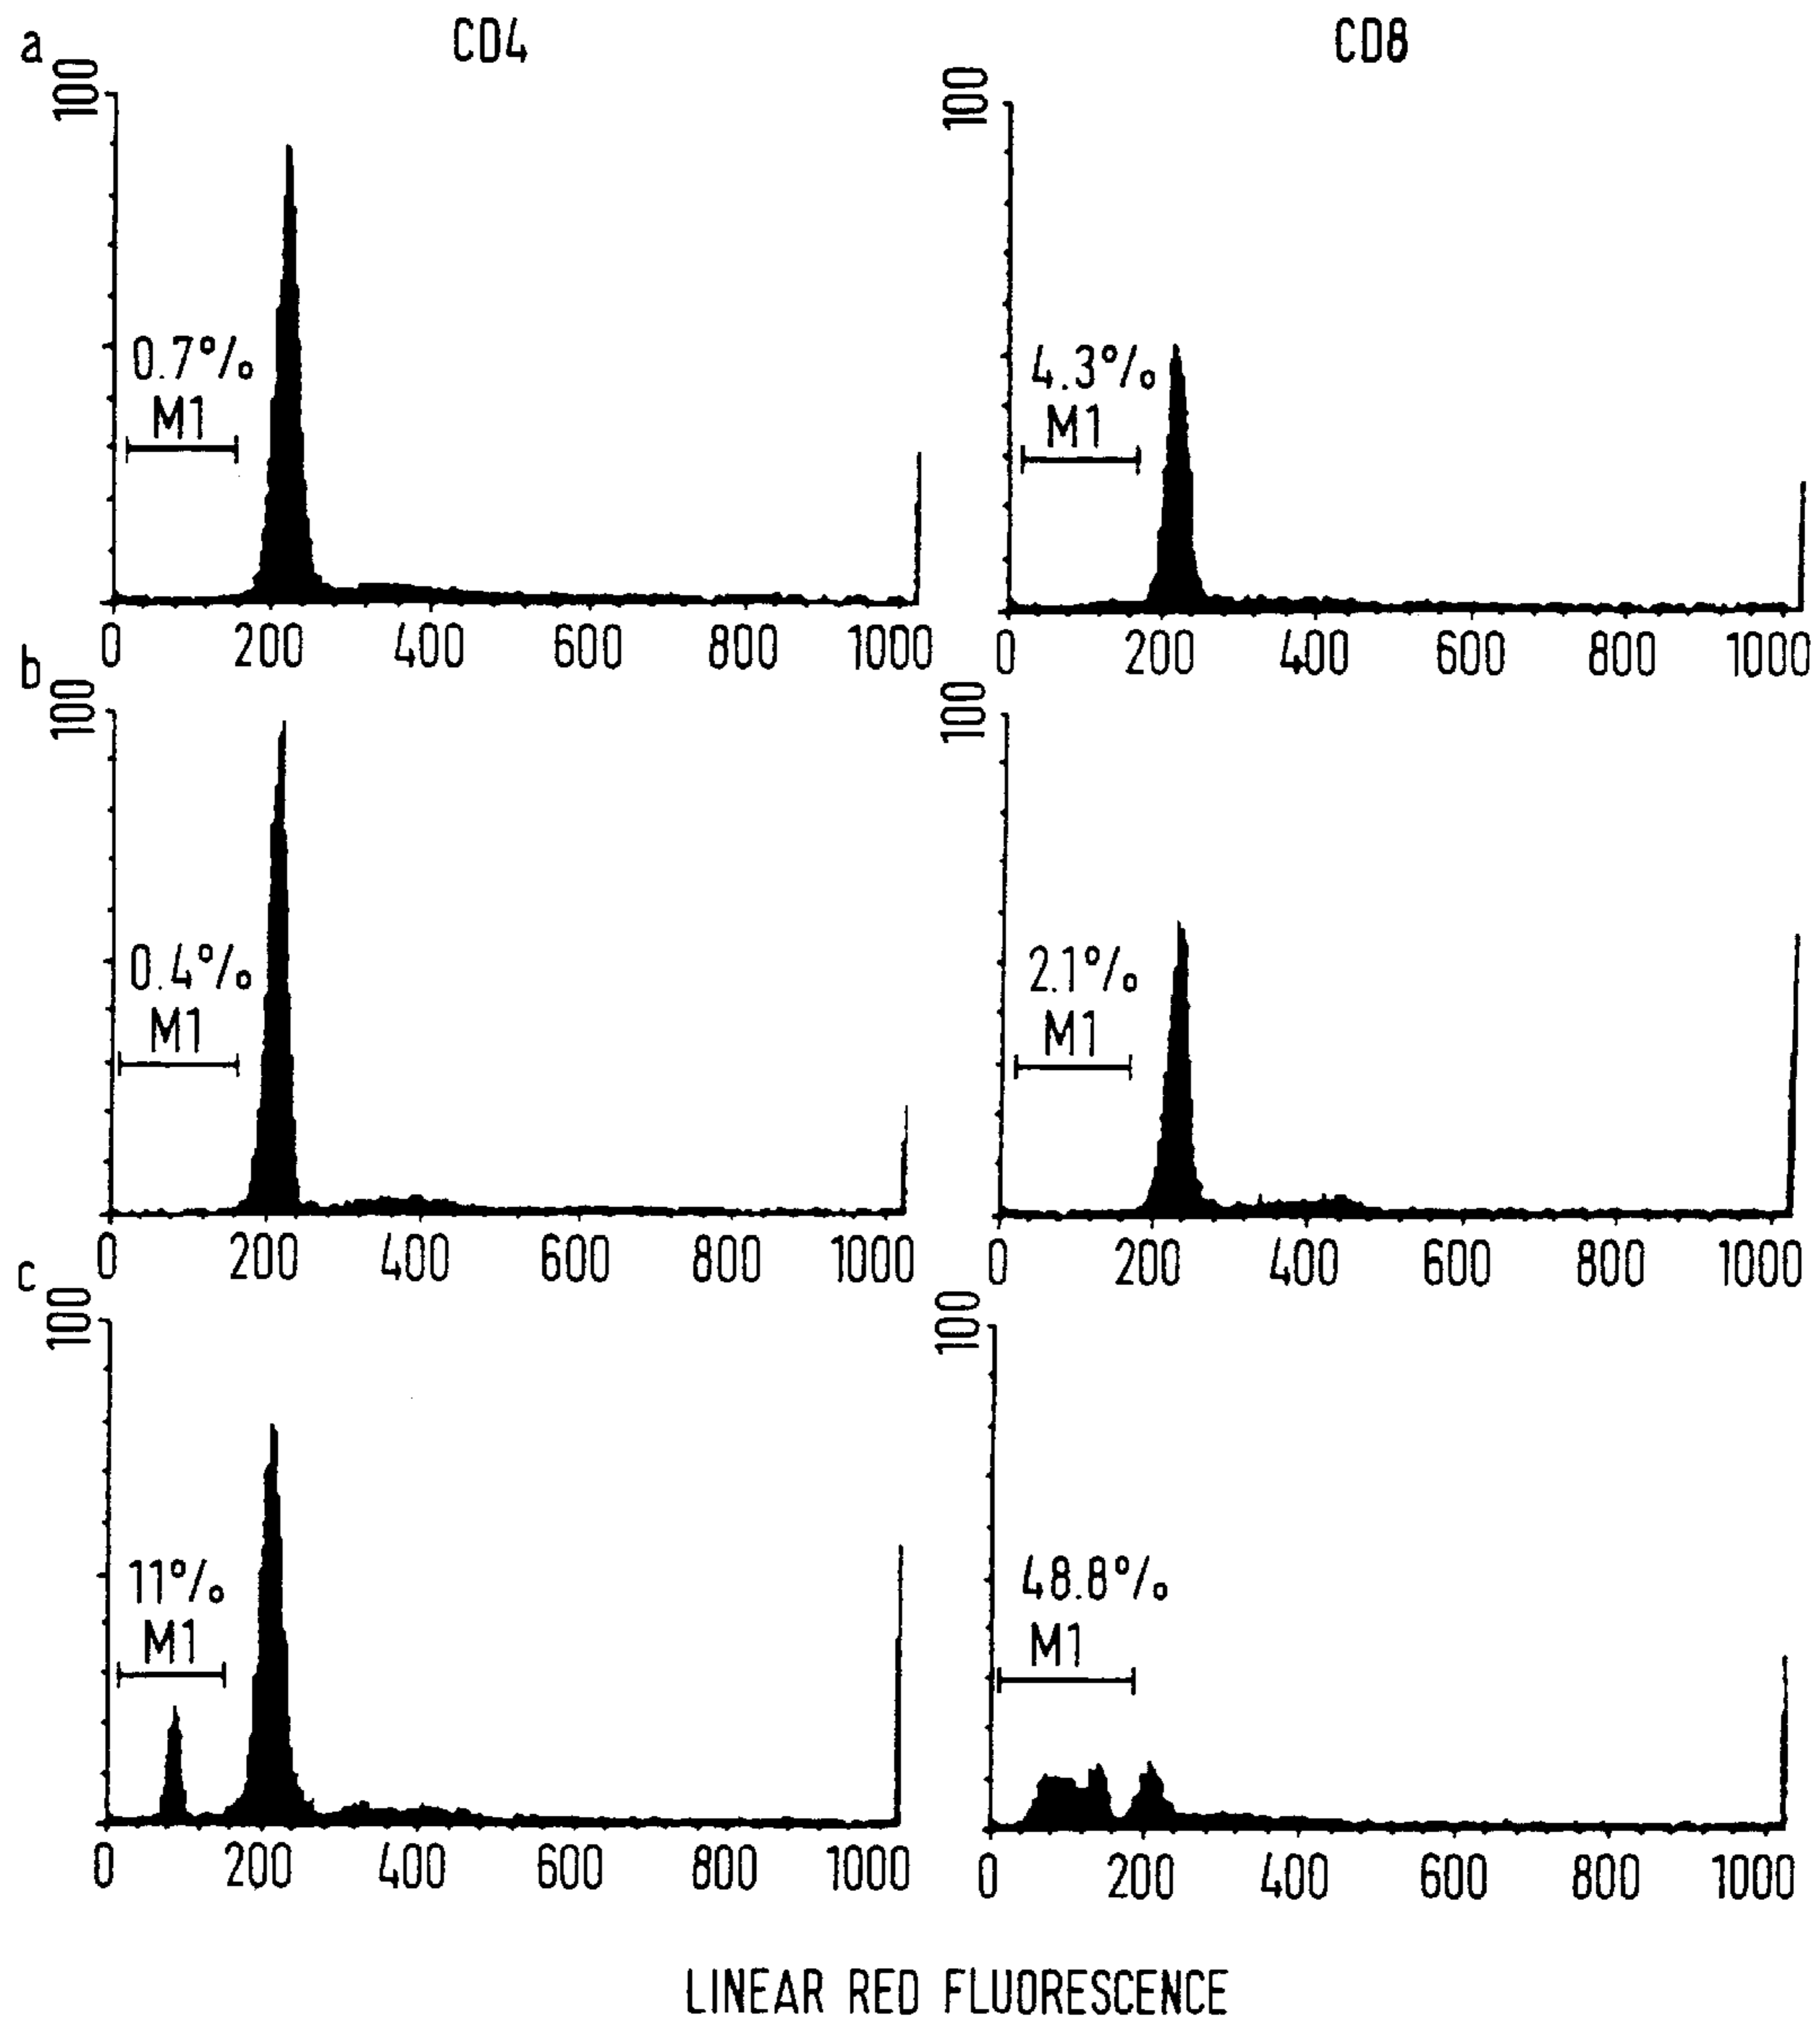 a CD4 CD8
100 100
0.7% 4.3%
M1 M1
0 200 400 600 800 1000 0 200 400 600 800 1000
b 100 100
0.4% 2.1%
M1 M1
0 200 400 600 800 1000 0 200 400 600 800 1000
c 100 100
11% 48.8%
M1 M1
0 200 400 600 800 1000 0 200 400 600 800 1000
LINEAR RED FLUORESCENCE